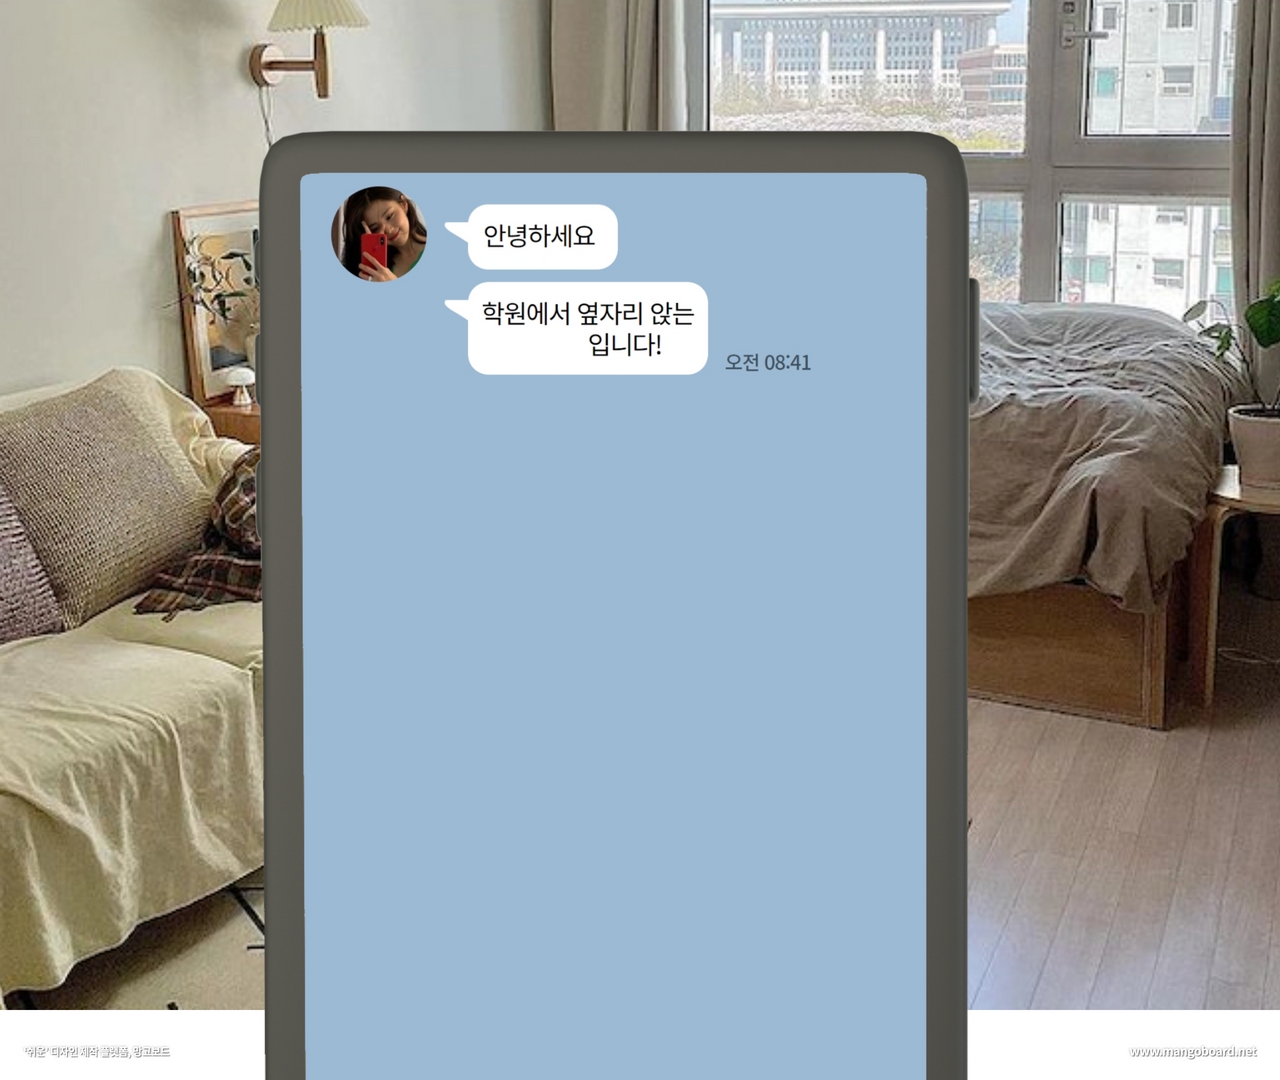 안녕하세요
학원에서 옆자리 앉는
입니다!
오전 08:41
'쉬운' 디자인 제작 플랫폼, 망고보드
www.mangoboard.net